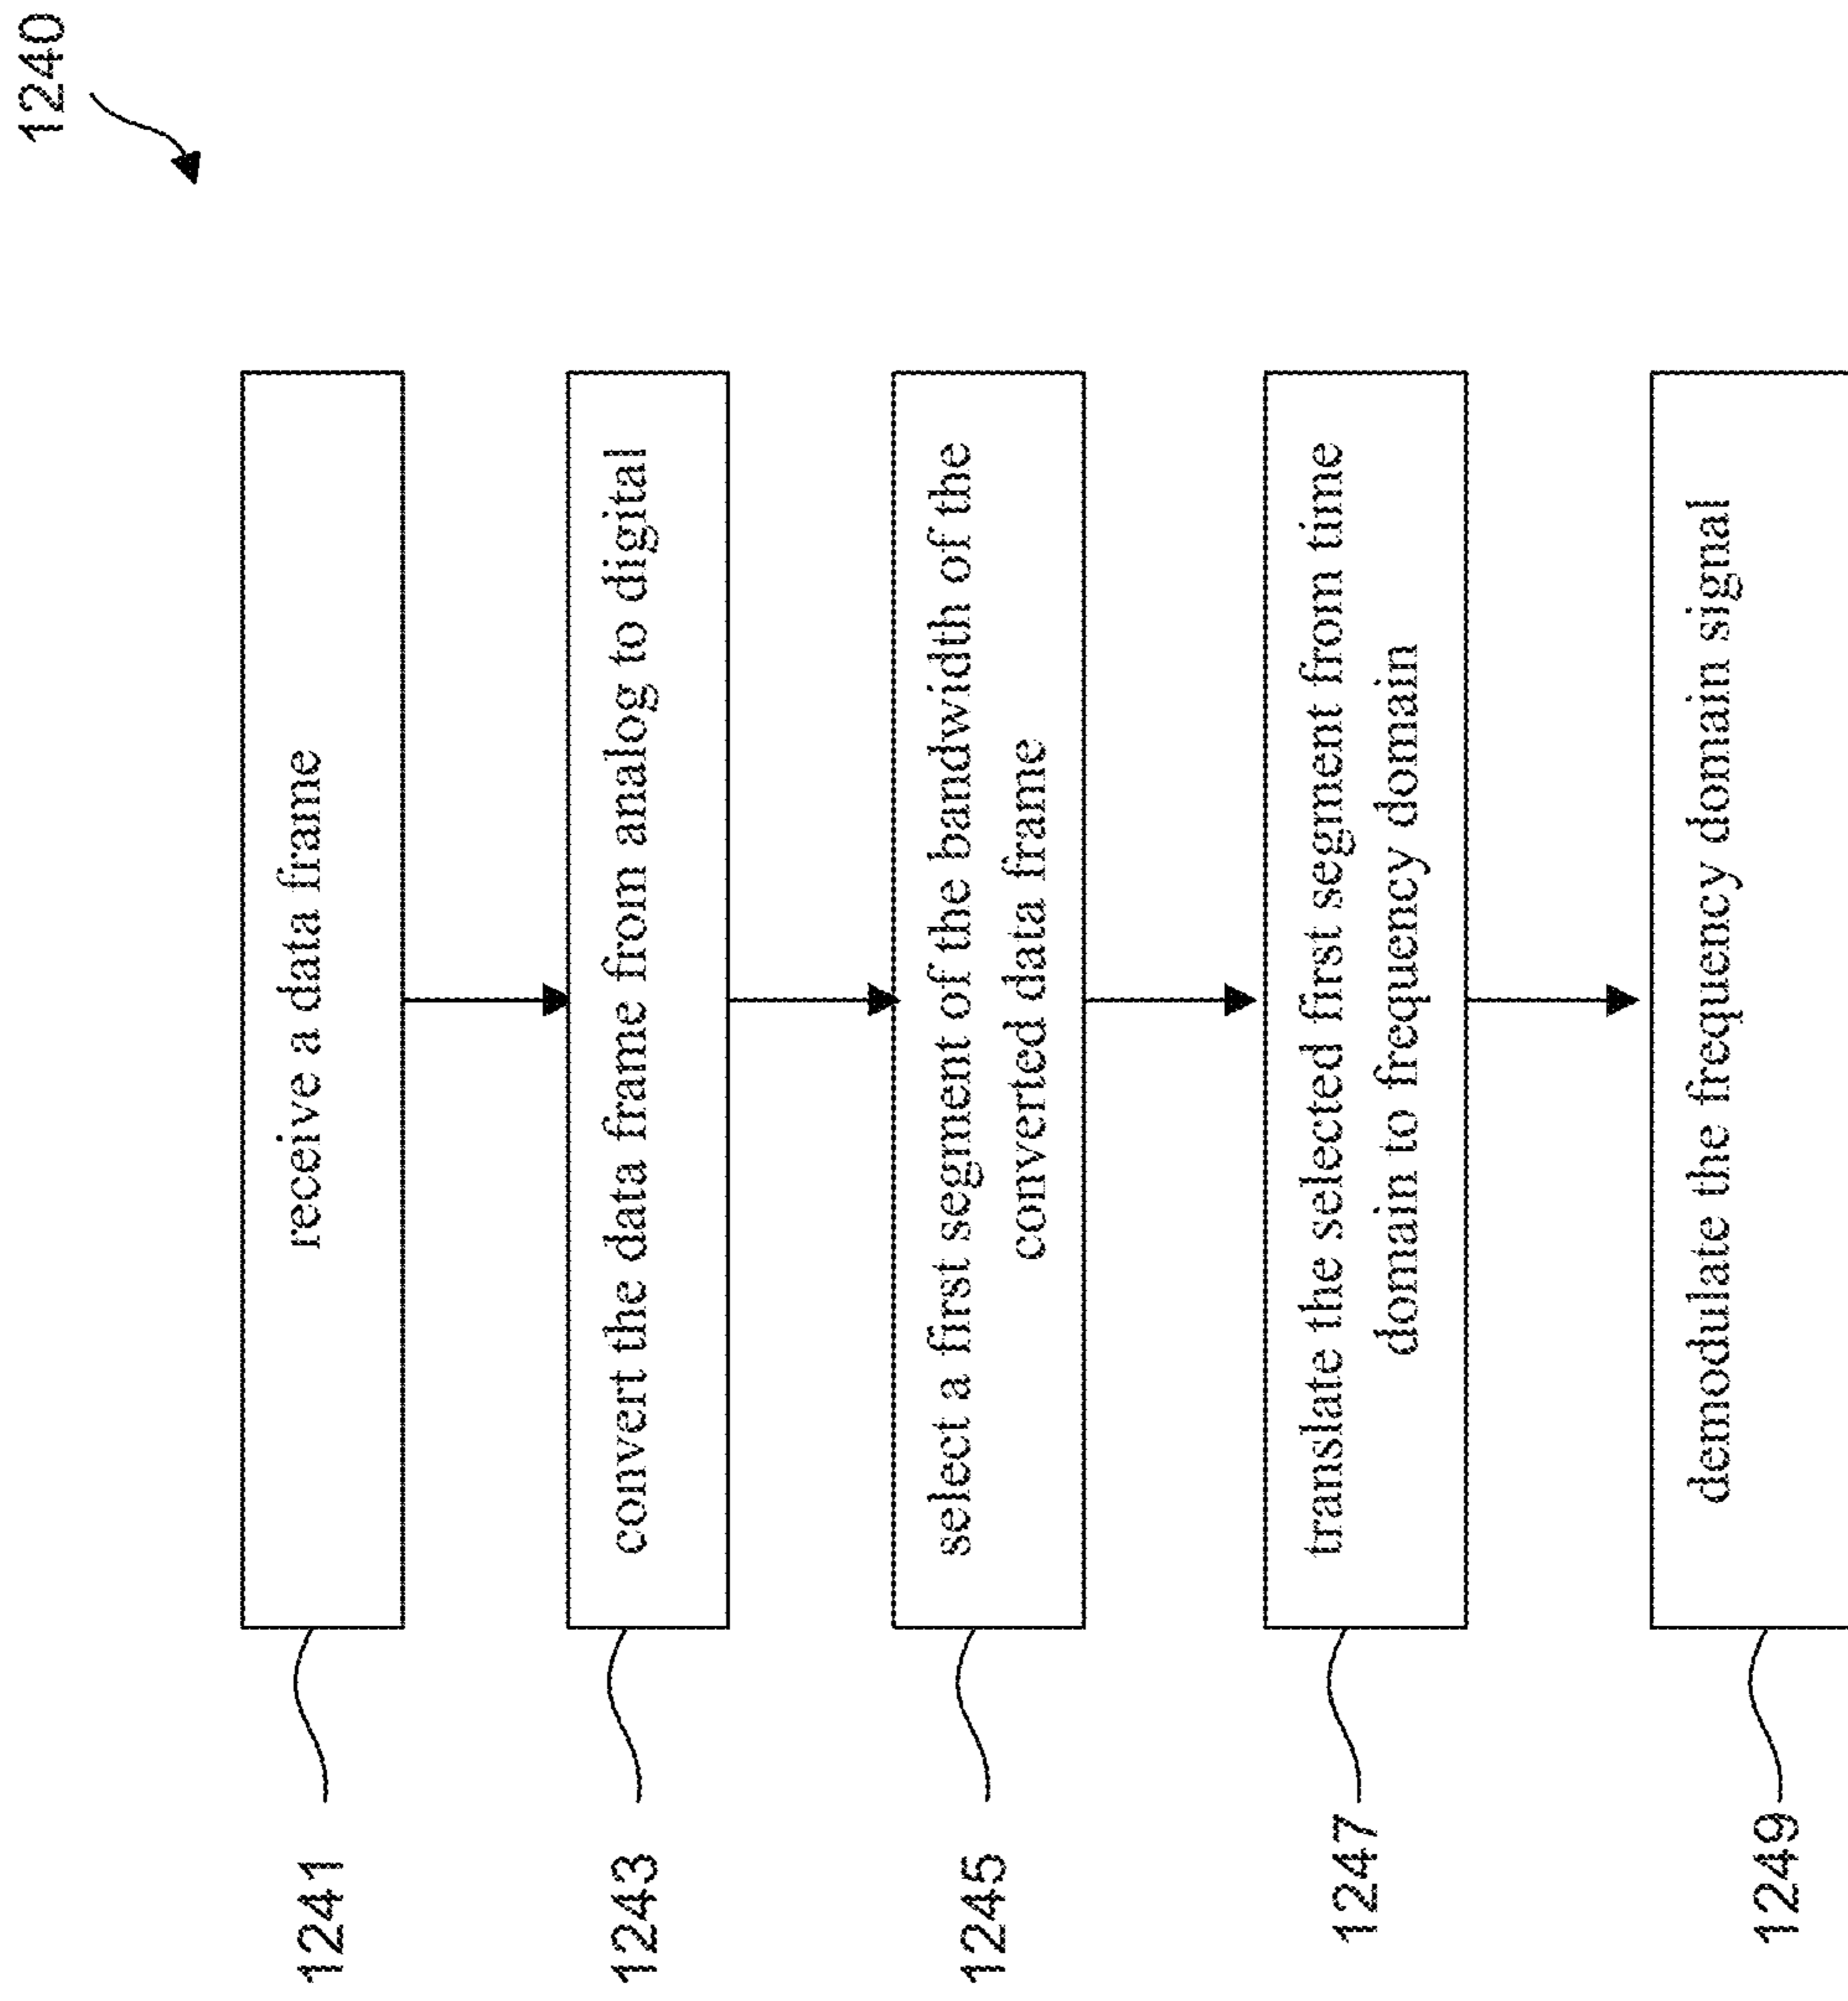 1240
1241
receive a data frame
1243
convert the data frame from analog to digital
1245
select a first segment of the bandwidth of the
converted data frame
1247
translate the selected first segment from time
domain to frequency domain
1249
demodulate the frequency domain signal